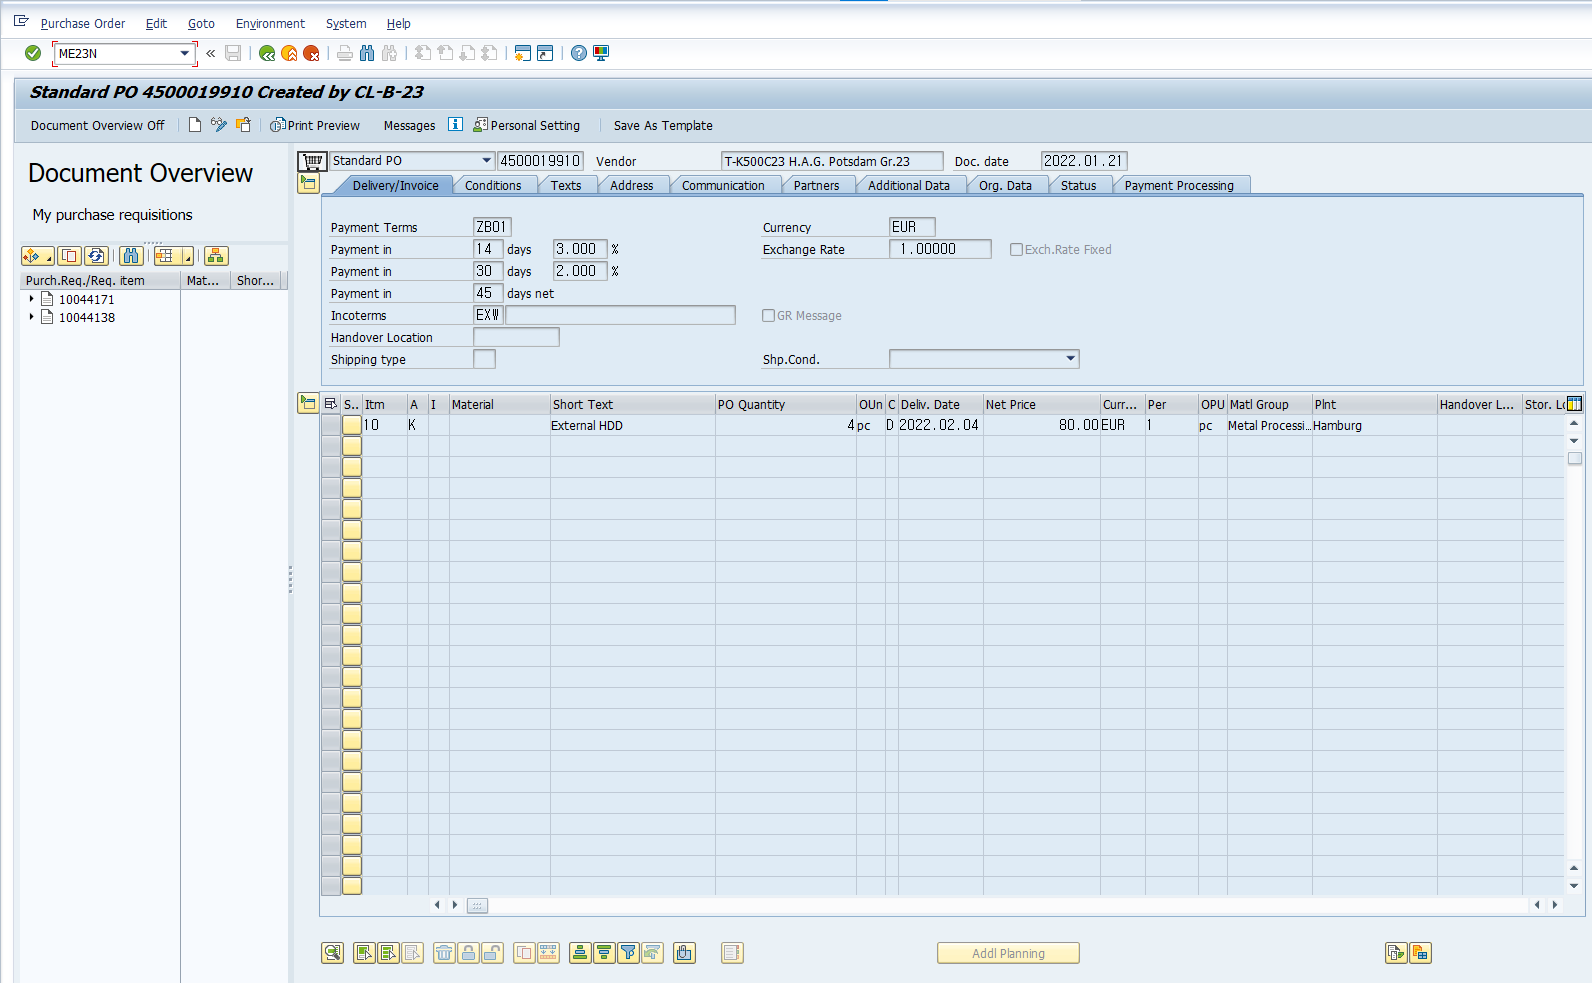 Purchase Order Edit Goto Environment System Help
ME23N
Standard PO 4500019910 Created by CL-B-23
Document Overview Off Print Preview Messages Personal Setting Save As Template
Document Overview
My purchase requisitions
Purch.Req./Req. item Mat... Shor...
10044171
10044138
Standard PO 4500019910 Vendor T-K500C23 H.A.G. Potsdam Gr.23 Doc. date 2022.01.21
Delivery/Invoice Conditions Texts Address Communication Partners Additional Data Org. Data Status Payment Processing
Payment Terms ZB01 Currency EUR
Payment in 14 days 3.000 % Exchange Rate 1.00000 Exch.Rate Fixed
Payment in 30 days 2.000 %
Payment in 45 days net
Incoterms EXW GR Message
Handover Location
Shipping type Shp.Cond.
S.. Itm A I Material Short Text PO Quantity OUn C Deliv. Date Net Price Curr... Per OPU Matl Group Plnt Handover L... Stor. Lo
10 K External HDD 4 pc D 2022.02.04 80.00 EUR 1 pc Metal Processi... Hamburg
Addl Planning